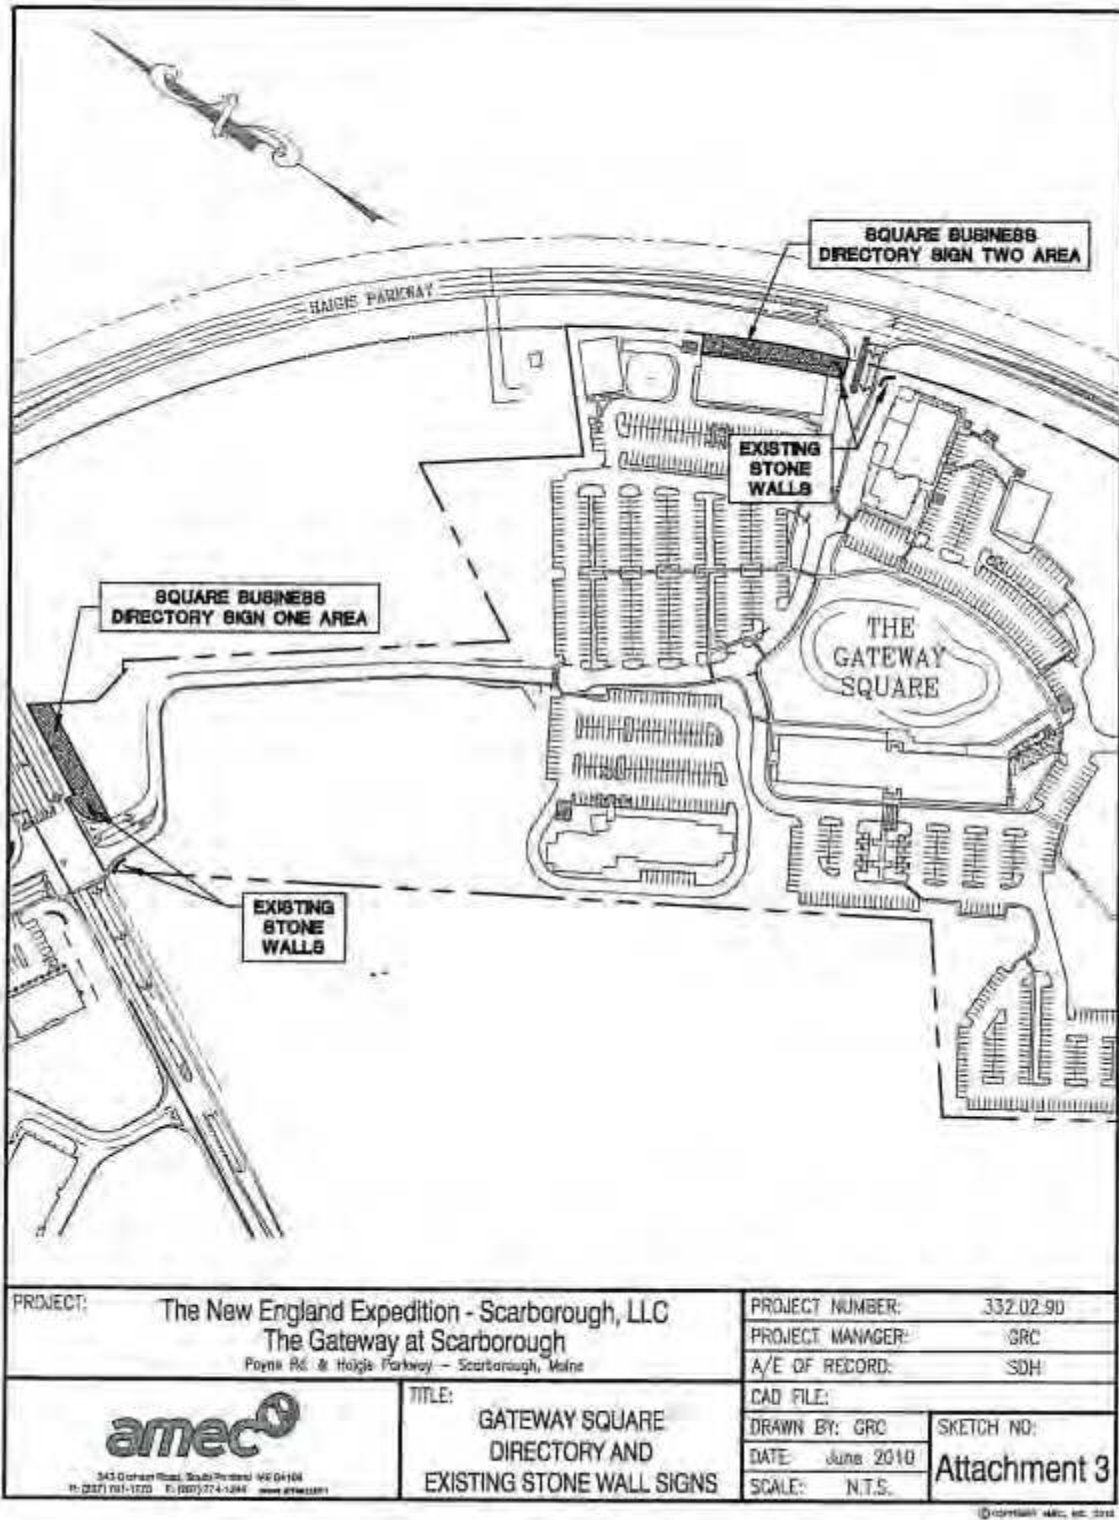 SQUARE BUSINESS
DIRECTORY SIGN TWO AREA
HAIGIS PARKWAY
EXISTING
STONE
WALLS
SQUARE BUSINESS
DIRECTORY SIGN ONE AREA
THE
GATEWAY
SQUARE
EXISTING
STONE
WALLS
PROJECT:
The New England Expedition - Scarborough, LLC
The Gateway at Scarborough
Payne Rd. & Haigis Parkway - Scarborough, Maine
PROJECT NUMBER: 332.02.90
PROJECT MANAGER: GRC
A/E OF RECORD: SDH
CAD FILE:
DRAWN BY: GRC
DATE: June 2010
SCALE: N.T.S.
SKETCH NO:
Attachment 3
amec
TITLE:
GATEWAY SQUARE
DIRECTORY AND
EXISTING STONE WALL SIGNS